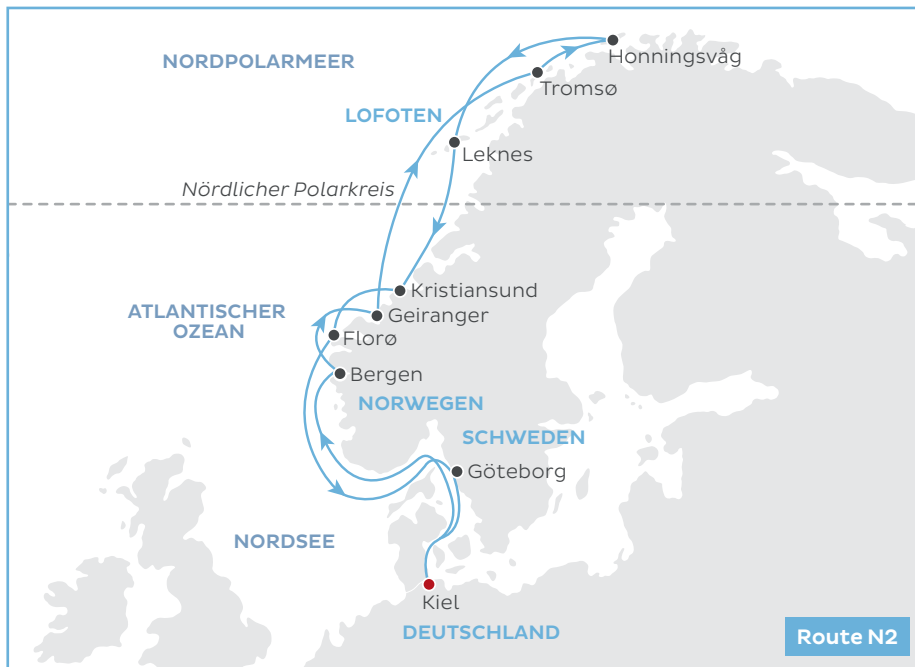 Honningsvåg
NORDPOLARMEER
Tromsø
LOFOTEN
Leknes
Nördlicher Polarkreis
Kristiansund
ATLANTISCHER
OZEAN
Geiranger
Florø
Bergen
NORWEGEN
SCHWEDEN
Göteborg
NORDSEE
Kiel
DEUTSCHLAND
Route N2